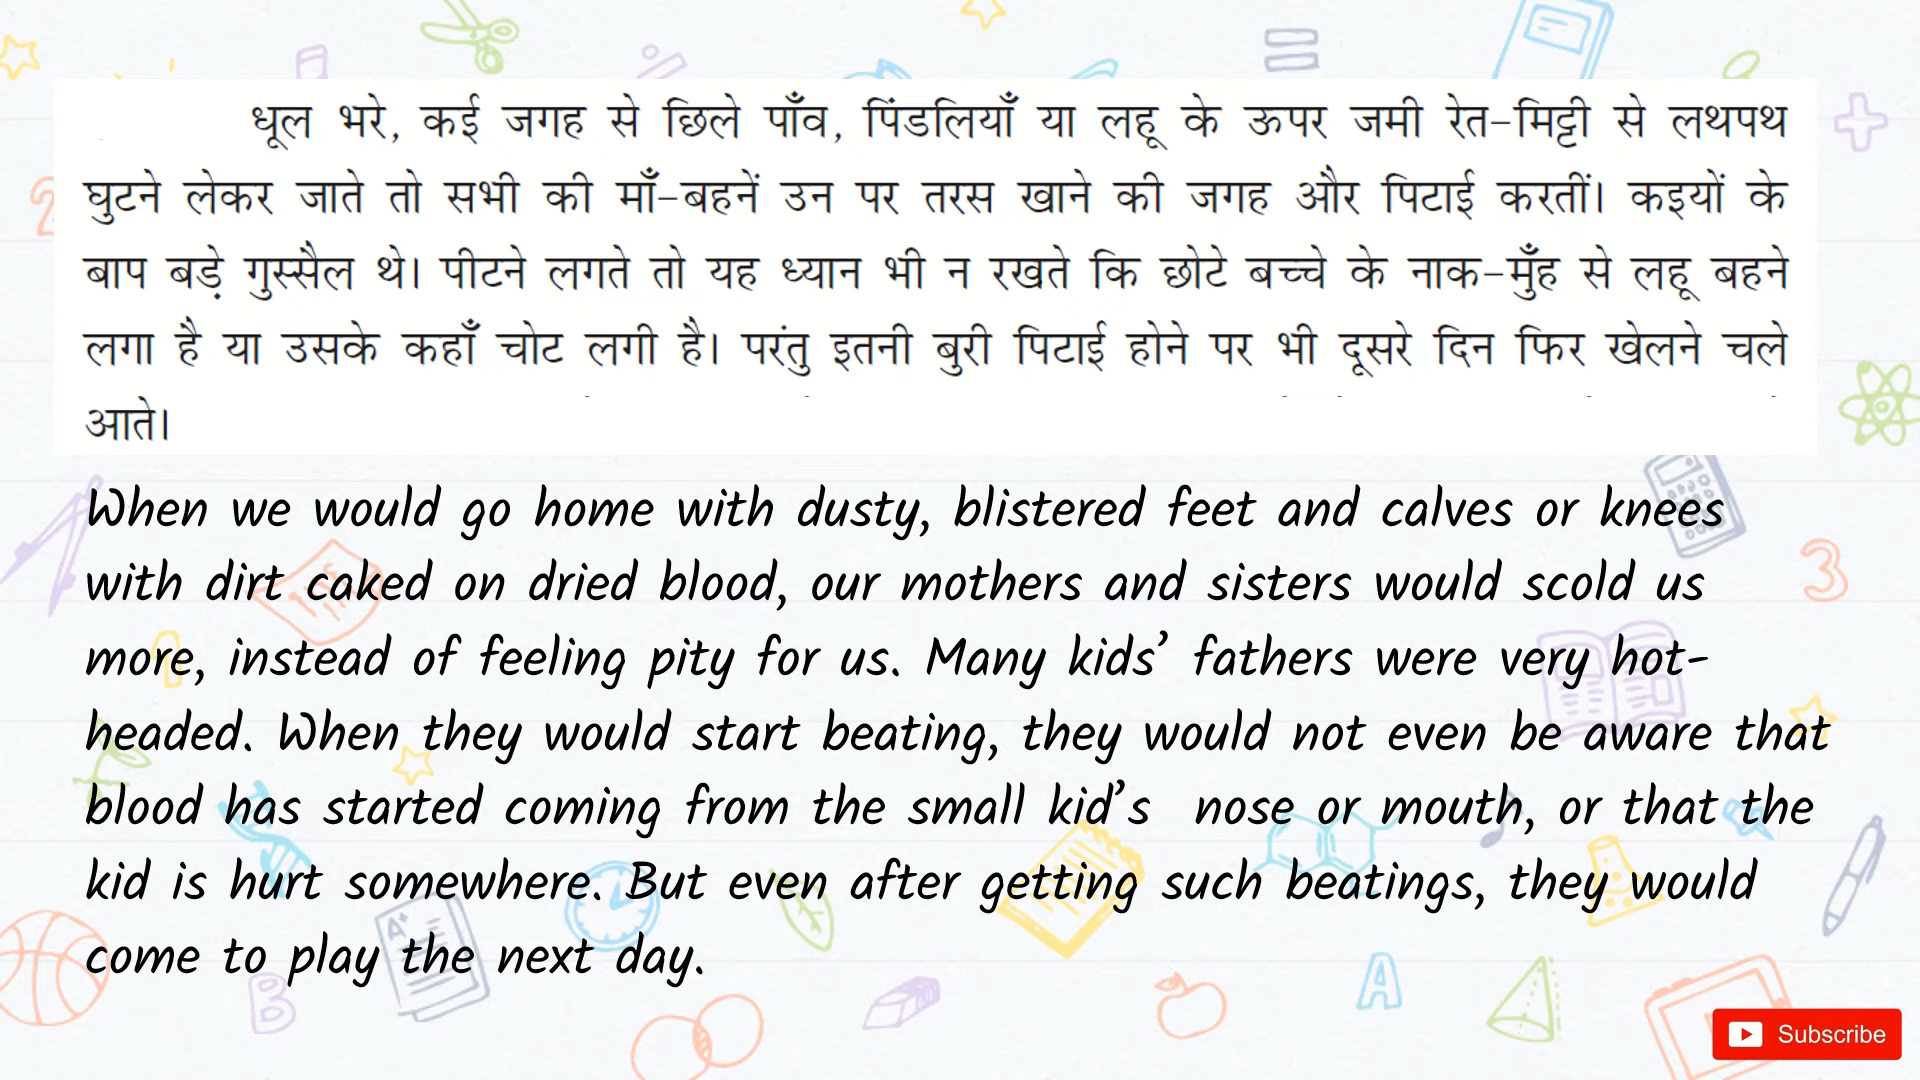 धूल भरे, कई जगह से छिले पाँव, पिंडलियाँ या लहू के ऊपर जमी रेत-मिट्टी से लथपथ
घुटने लेकर जाते तो सभी की माँ-बहनें उन पर तरस खाने की जगह और पिटाई करतीं। कइयों के
बाप बड़े गुस्सैल थे। पीटने लगते तो यह ध्यान भी न रखते कि छोटे बच्चे के नाक-मुँह से लहू बहने
लगा है या उसके कहाँ चोट लगी है। परंतु इतनी बुरी पिटाई होने पर भी दूसरे दिन फिर खेलने चले
आते।
When we would go home with dusty, blistered feet and calves or knees
with dirt caked on dried blood, our mothers and sisters would scold us
more, instead of feeling pity for us. Many kids’ fathers were very hot-
headed. When they would start beating, they would not even be aware that
blood has started coming from the small kid’s  nose or mouth, or that the
kid is hurt somewhere. But even after getting such beatings, they would
come to play the next day.
Subscribe